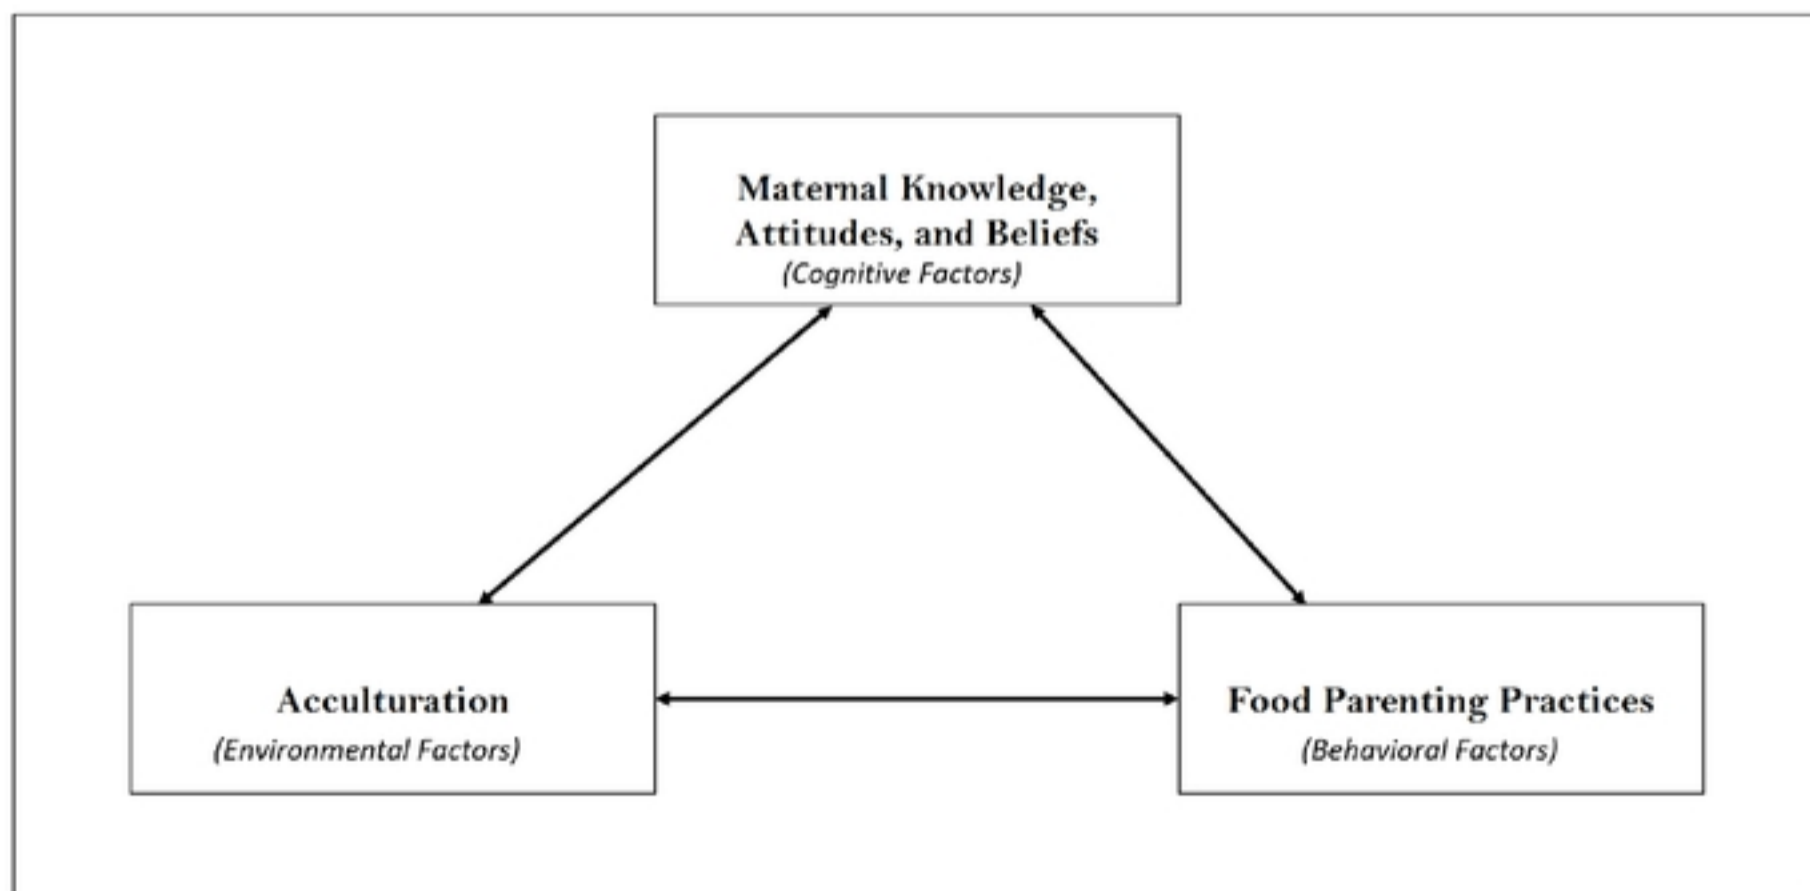 Maternal Knowledge,
Attitudes, and Beliefs
(Cognitive Factors)
Acculturation
(Environmental Factors)
Food Parenting Practices
(Behavioral Factors)